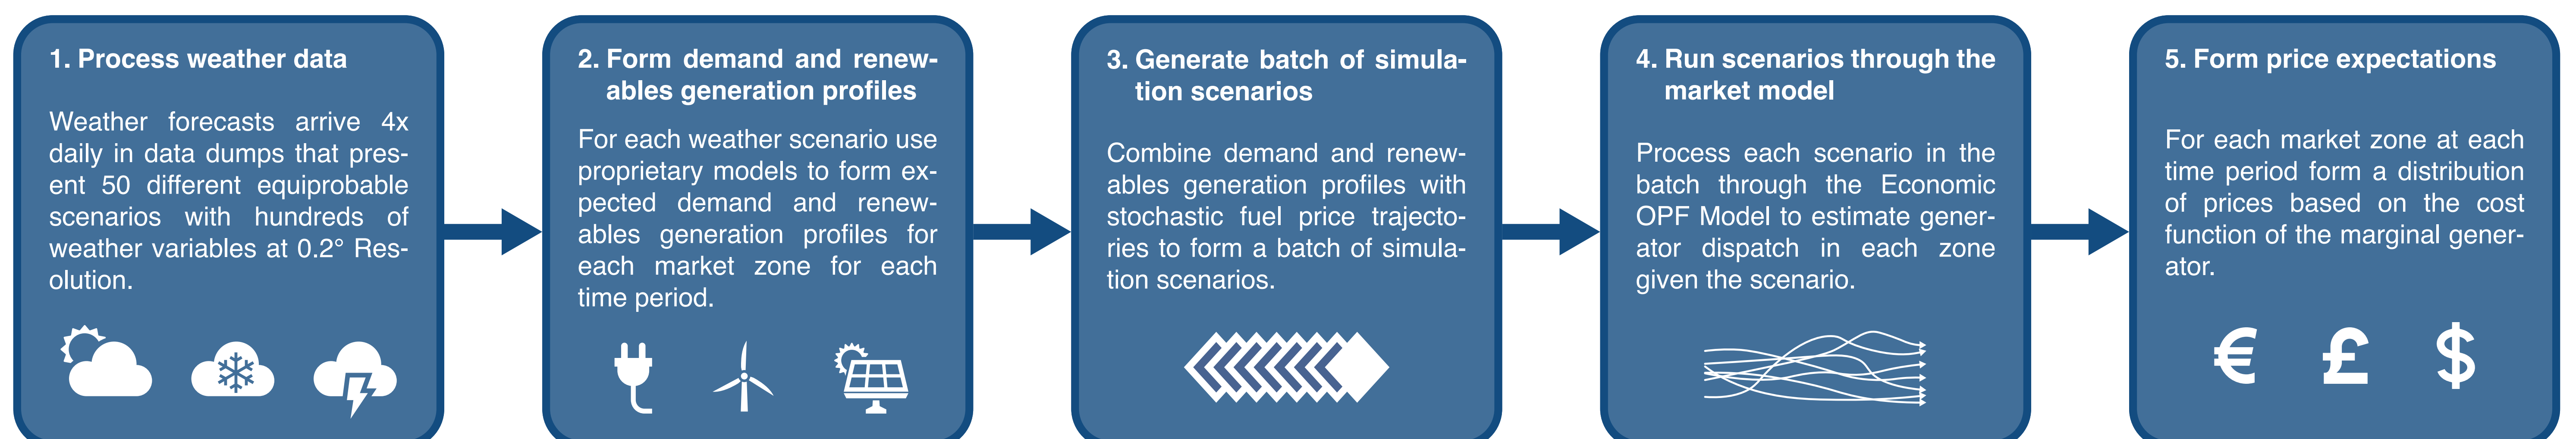 1. Process weather data
Weather forecasts arrive 4x
daily in data dumps that pres-
ent 50 different equiprobable
scenarios with hundreds of
weather variables at 0.2° Res-
olution.
2. Form demand and renew-
ables generation profiles
For each weather scenario use
proprietary models to form ex-
pected demand and renew-
ables generation profiles for
each market zone for each
time period.
3. Generate batch of simula-
tion scenarios
Combine demand and renew-
ables generation profiles with
stochastic fuel price trajecto-
ries to form a batch of simula-
tion scenarios.
4. Run scenarios through the
market model
Process each scenario in the
batch through the Economic
OPF Model to estimate gener-
ator dispatch in each zone
given the scenario.
5. Form price expectations
For each market zone at each
time period form a distribution
of prices based on the cost
function of the marginal gener-
ator.
€ £ $